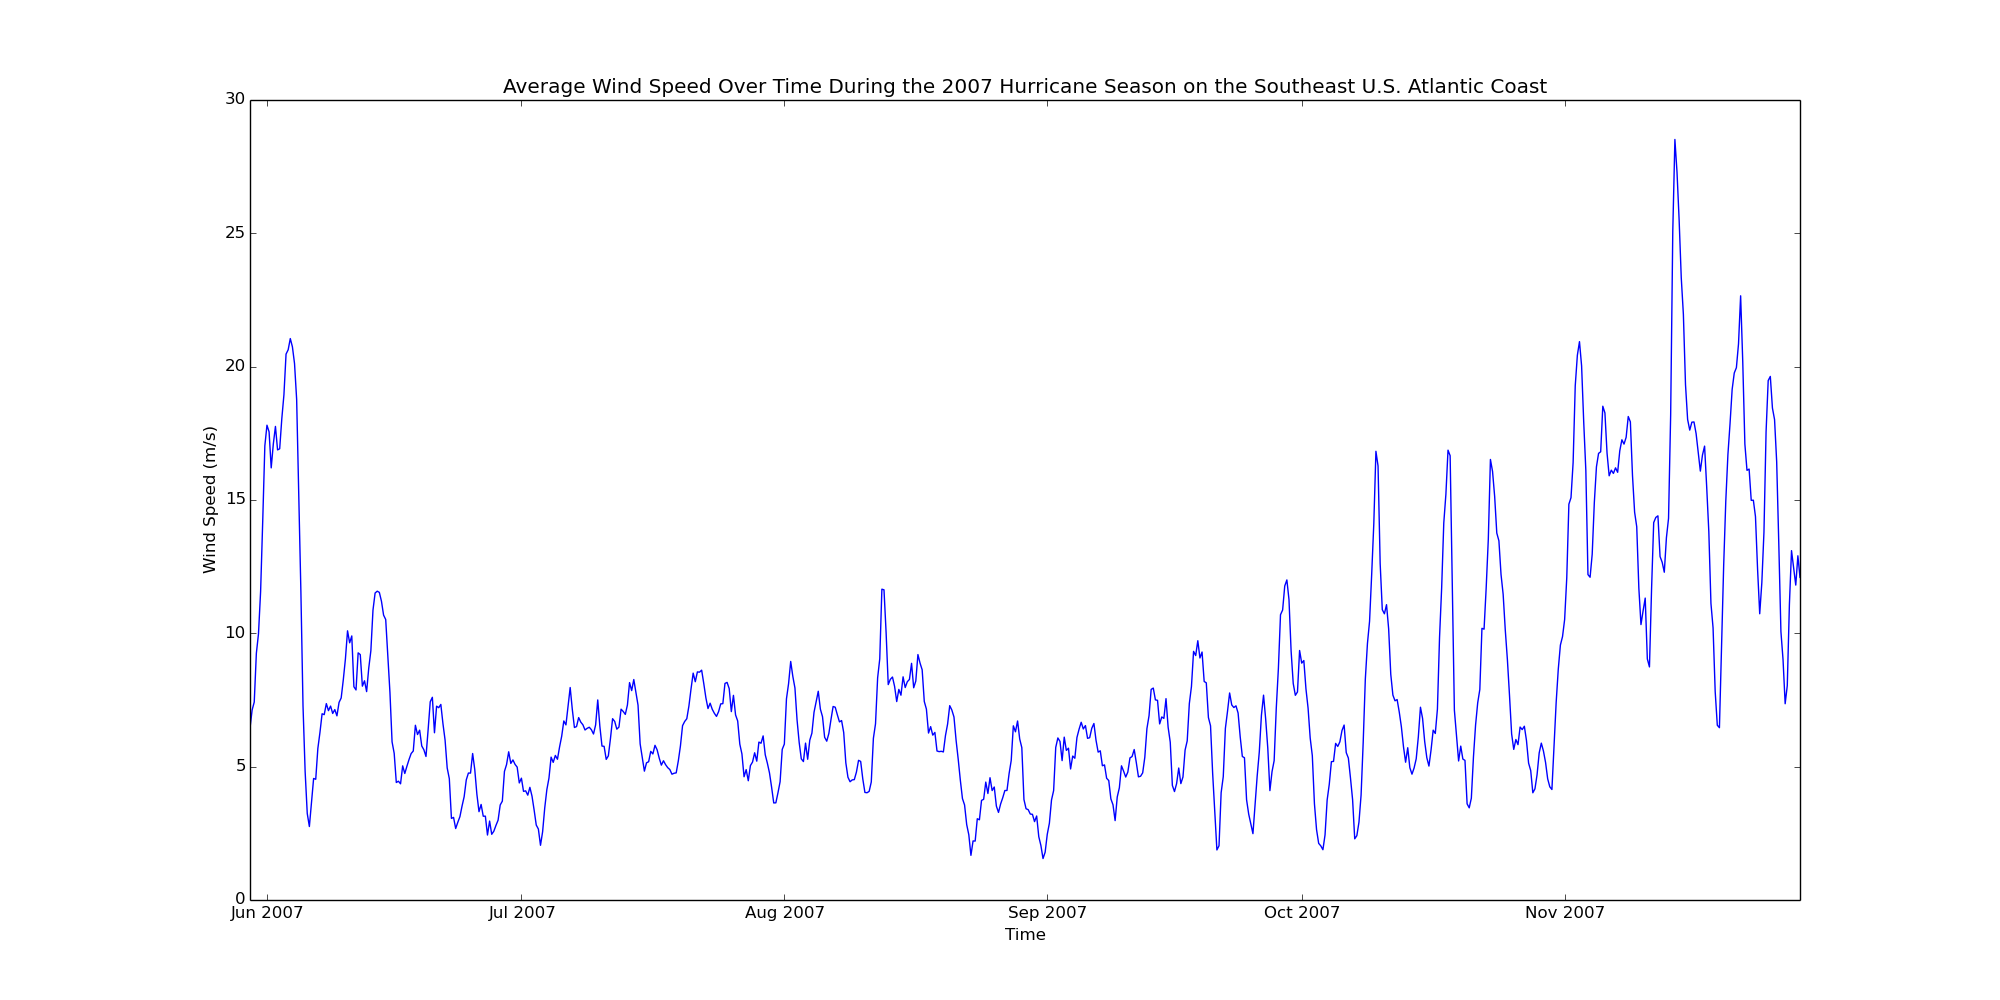 Average Wind Speed Over Time During the 2007 Hurricane Season on the Southeast U.S. Atlantic Coast
30
25
20
15
10
5
0
Wind Speed (m/s)
Jun 2007 Jul 2007 Aug 2007 Sep 2007 Oct 2007 Nov 2007
Time